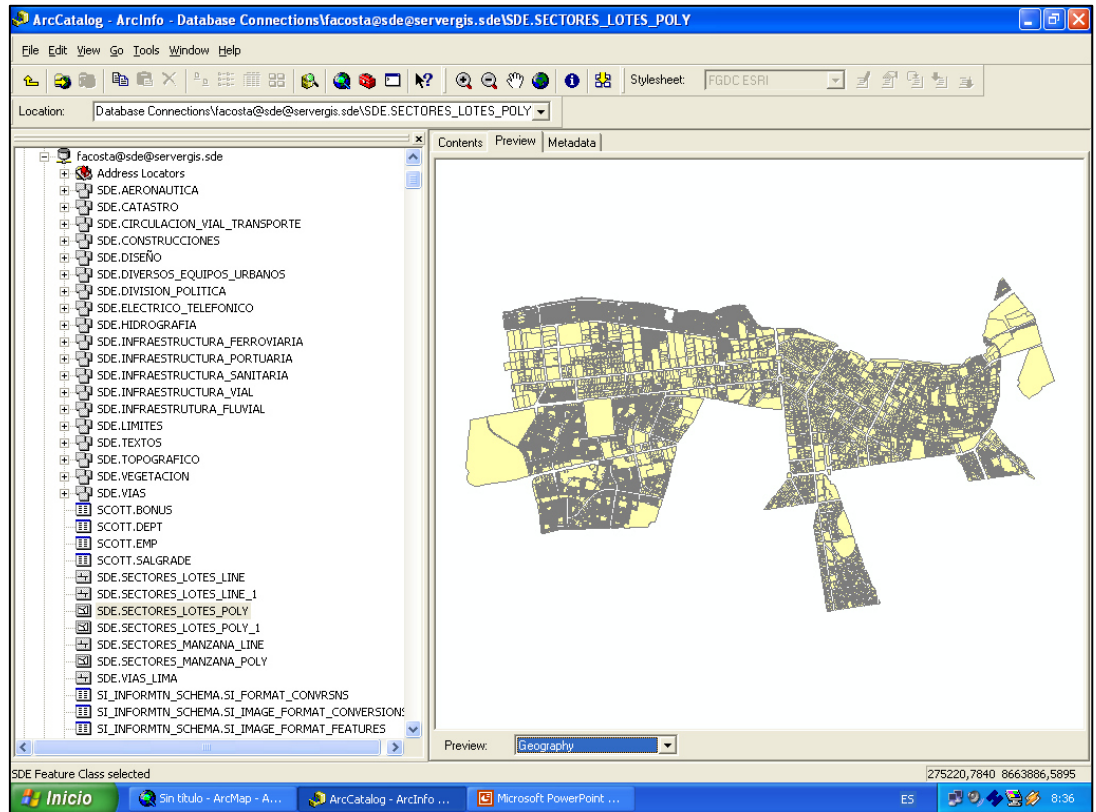 ArcCatalog - ArcInfo - Database Connections\facosta@sde@servergis.sde\SDE.SECTORES_LOTES_POLY
File Edit View Go Tools Window Help
Stylesheet: FGDC ESRI
Location: Database Connections\facosta@sde@servergis.sde\SDE.SECTORES_LOTES_POLY
Contents Preview Metadata
facosta@sde@servergis.sde
Address Locators
SDE.AERONAUTICA
SDE.CATASTRO
SDE.CIRCULACION_VIAL_TRANSPORTE
SDE.CONSTRUCCIONES
SDE.DISEÑO
SDE.DIVERSOS_EQUIPOS_URBANOS
SDE.DIVISION_POLITICA
SDE.ELECTRICO_TELEFONICO
SDE.HIDROGRAFIA
SDE.INFRAESTRUCTURA_FERROVIARIA
SDE.INFRAESTRUCTURA_PORTUARIA
SDE.INFRAESTRUCTURA_SANITARIA
SDE.INFRAESTRUCTURA_VIAL
SDE.INFRAESTRUTURA_FLUVIAL
SDE.LIMITES
SDE.TEXTOS
SDE.TOPOGRAFICO
SDE.VEGETACION
SDE.VIAS
SCOTT.BONUS
SCOTT.DEPT
SCOTT.EMP
SCOTT.SALGRADE
SDE.SECTORES_LOTES_LINE
SDE.SECTORES_LOTES_LINE_1
SDE.SECTORES_LOTES_POLY
SDE.SECTORES_LOTES_POLY_1
SDE.SECTORES_MANZANA_LINE
SDE.SECTORES_MANZANA_POLY
SDE.VIAS_LIMA
SI_INFORMTN_SCHEMA.SI_FORMAT_CONVRSNS
SI_INFORMTN_SCHEMA.SI_IMAGE_FORMAT_CONVERSIONS
SI_INFORMTN_SCHEMA.SI_IMAGE_FORMAT_FEATURES
Preview: Geography
SDE Feature Class selected
275220,7840 8663886,5895
Inicio
Sin título - ArcMap - A...
ArcCatalog - ArcInfo ...
Microsoft PowerPoint ...
ES
8:36